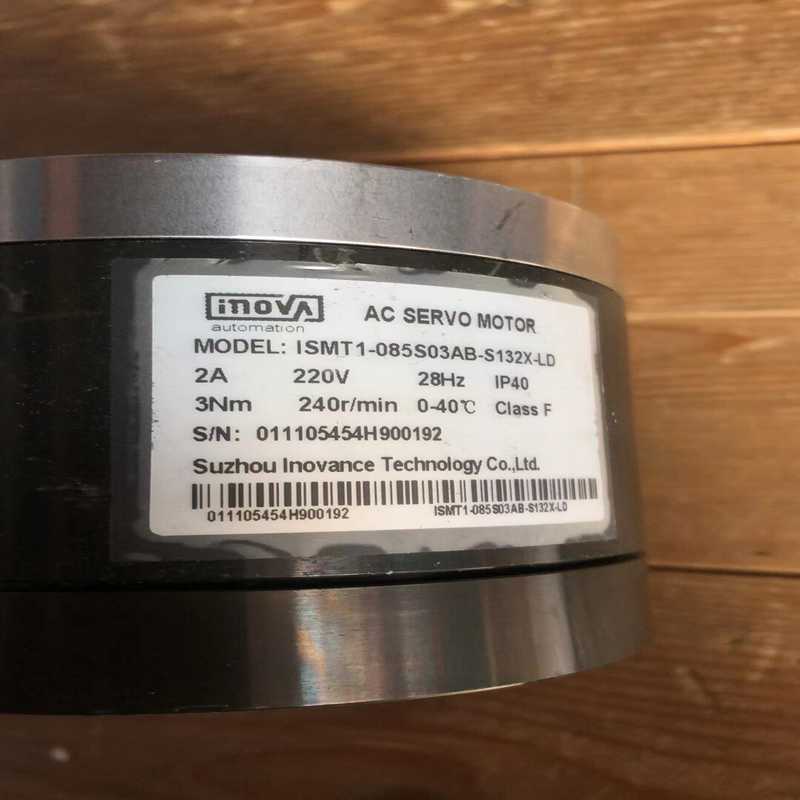 inova
automation
AC SERVO MOTOR
MODEL: ISMT1-085S03AB-S132X-LD
2A 220V 28Hz IP40
3Nm 240r/min 0-40℃ Class F
S/N: 011105454H900192
Suzhou Inovance Technology Co.,Ltd.
011105454H900192 ISMT1-085S03AB-S132X-LD